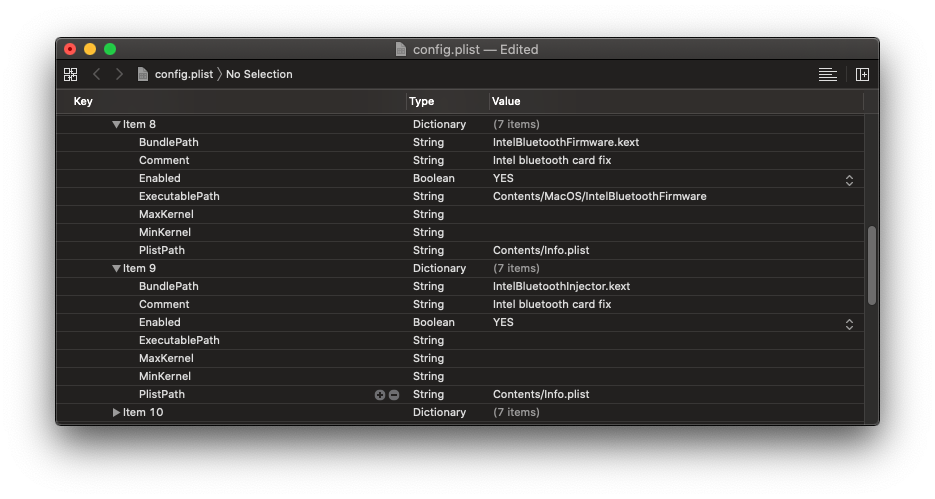 config.plist — Edited
config.plist 〉 No Selection
Key Type Value
Item 8 Dictionary (7 items)
BundlePath String IntelBluetoothFirmware.kext
Comment String Intel bluetooth card fix
Enabled Boolean YES
ExecutablePath String Contents/MacOS/IntelBluetoothFirmware
MaxKernel String
MinKernel String
PlistPath String Contents/Info.plist
Item 9 Dictionary (7 items)
BundlePath String IntelBluetoothInjector.kext
Comment String Intel bluetooth card fix
Enabled Boolean YES
ExecutablePath String
MaxKernel String
MinKernel String
PlistPath String Contents/Info.plist
Item 10 Dictionary (7 items)